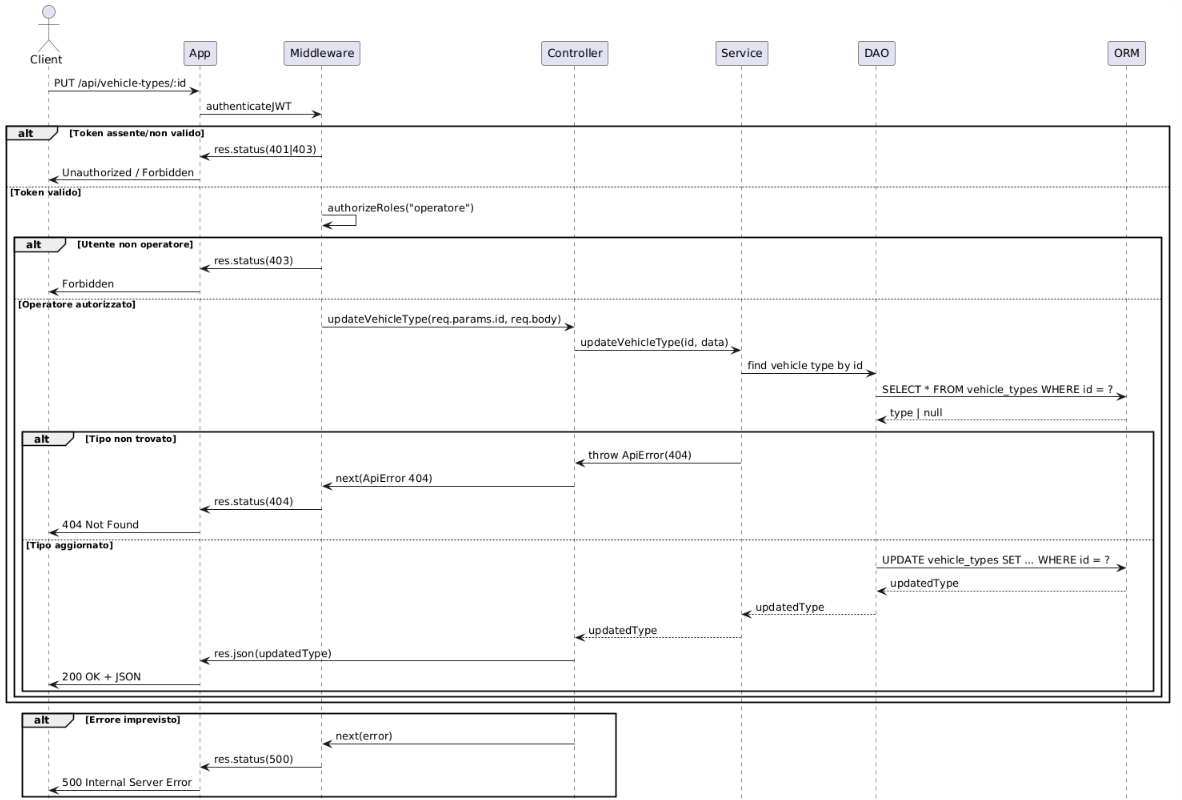 Client
App
Middleware
Controller
Service
DAO
ORM
PUT /api/vehicle-types/:id
authenticateJWT
alt [Token assente/non valido]
res.status(401|403)
Unauthorized / Forbidden
[Token valido]
authorizeRoles("operatore")
alt [Utente non operatore]
res.status(403)
Forbidden
[Operatore autorizzato]
updateVehicleType(req.params.id, req.body)
updateVehicleType(id, data)
find vehicle type by id
SELECT * FROM vehicle_types WHERE id = ?
type | null
alt [Tipo non trovato]
throw ApiError(404)
next(ApiError 404)
res.status(404)
404 Not Found
[Tipo aggiornato]
UPDATE vehicle_types SET ... WHERE id = ?
updatedType
updatedType
updatedType
res.json(updatedType)
200 OK + JSON
alt [Errore imprevisto]
next(error)
res.status(500)
500 Internal Server Error